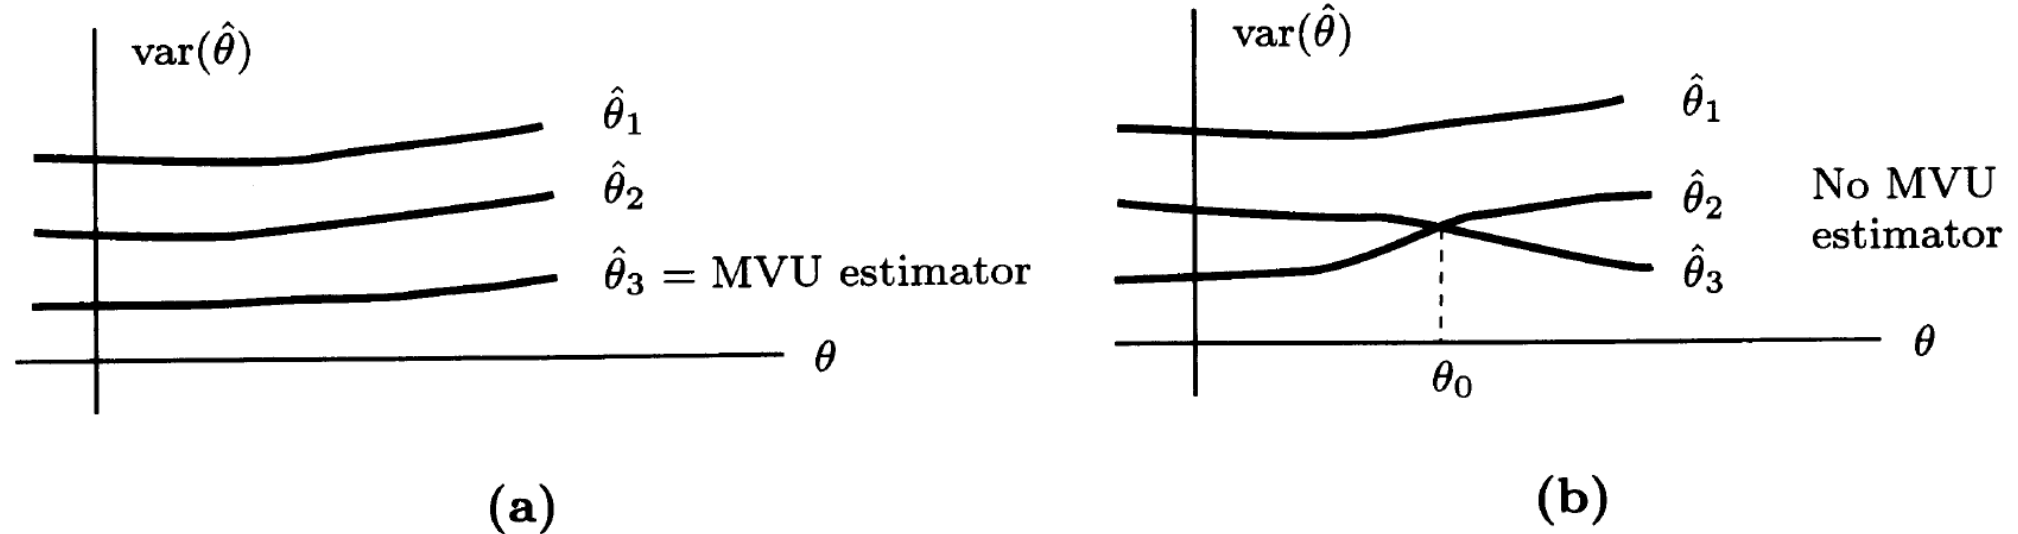 var(θ̂)
θ̂₁
θ̂₂
θ̂₃ = MVU estimator
θ
(a)
var(θ̂)
θ̂₁
θ̂₂
θ̂₃
No MVU
estimator
θ
θ₀
(b)